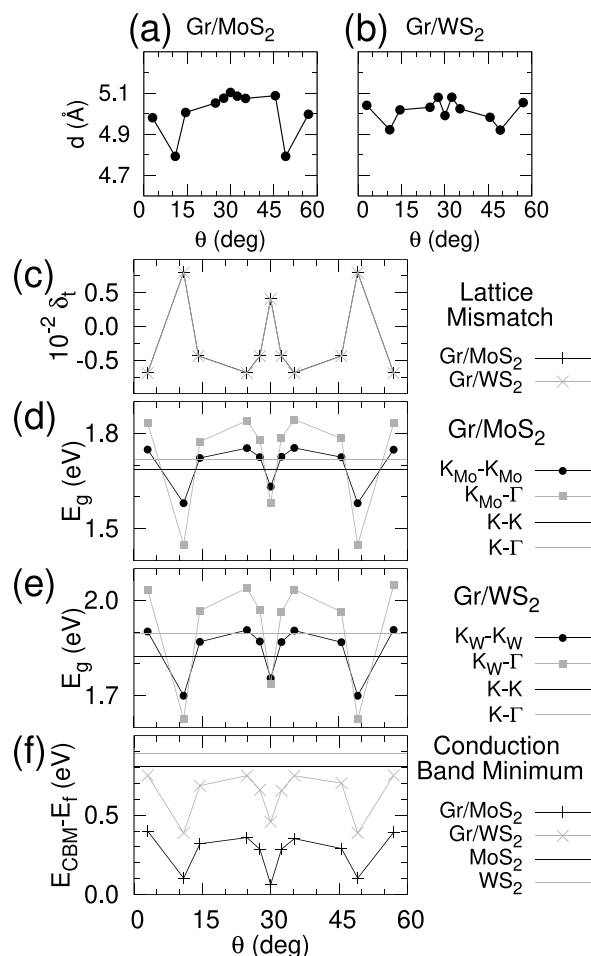 (a) Gr/MoS2
(b) Gr/WS2
d (Å)
5.1
4.9
4.7
0 15 30 45 60
θ (deg)
0 15 30 45 60
θ (deg)
(c)
10-2 δt
0.5
0.0
-0.5
Lattice
Mismatch
Gr/MoS2
Gr/WS2
(d)
Eg (eV)
1.8
1.5
Gr/MoS2
KMo-KMo
KMo-Γ
K-K
K-Γ
(e)
Eg (eV)
2.0
1.7
Gr/WS2
KW-KW
KW-Γ
K-K
K-Γ
(f)
ECBM-Ef (eV)
0.5
0.0
Conduction
Band Minimum
Gr/MoS2
Gr/WS2
MoS2
WS2
0 15 30 45 60
θ (deg)